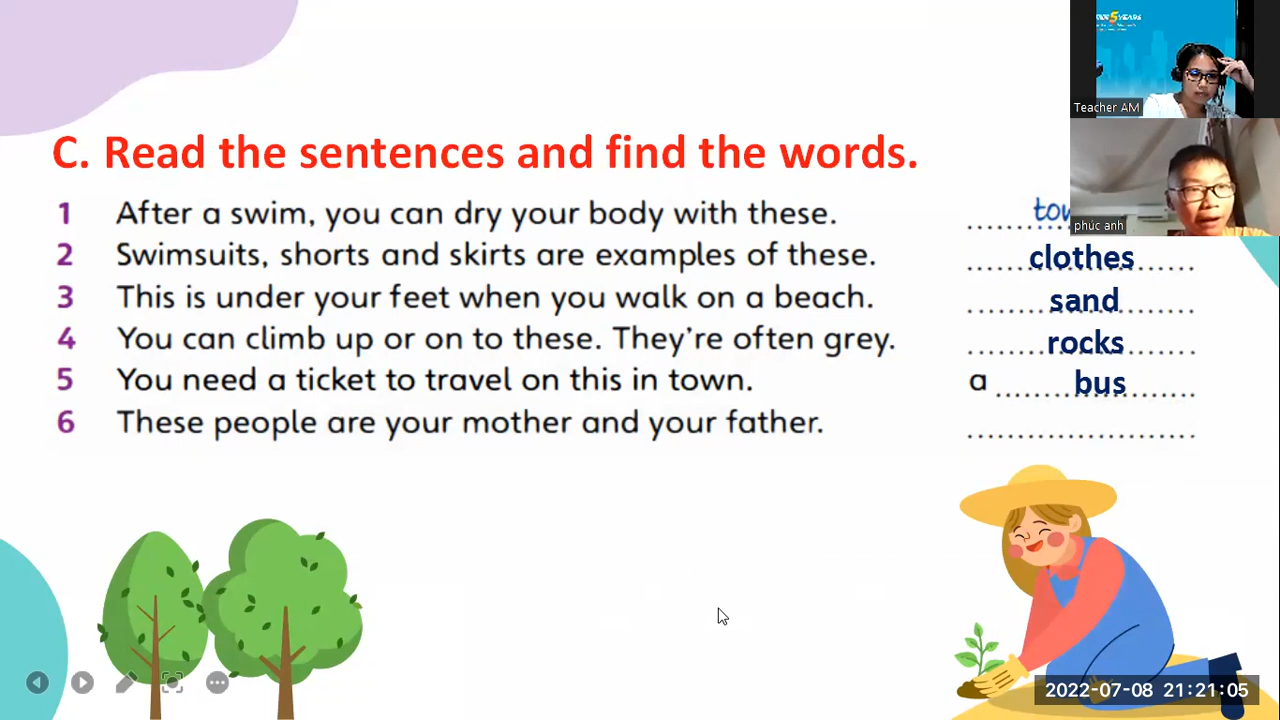 C. Read the sentences and find the words.
1 After a swim, you can dry your body with these.
2 Swimsuits, shorts and skirts are examples of these. clothes
3 This is under your feet when you walk on a beach. sand
4 You can climb up or on to these. They're often grey. rocks
5 You need a ticket to travel on this in town. a bus
6 These people are your mother and your father.
5 YEARS
Teacher AM
phúc anh
2022-07-08 21:21:05